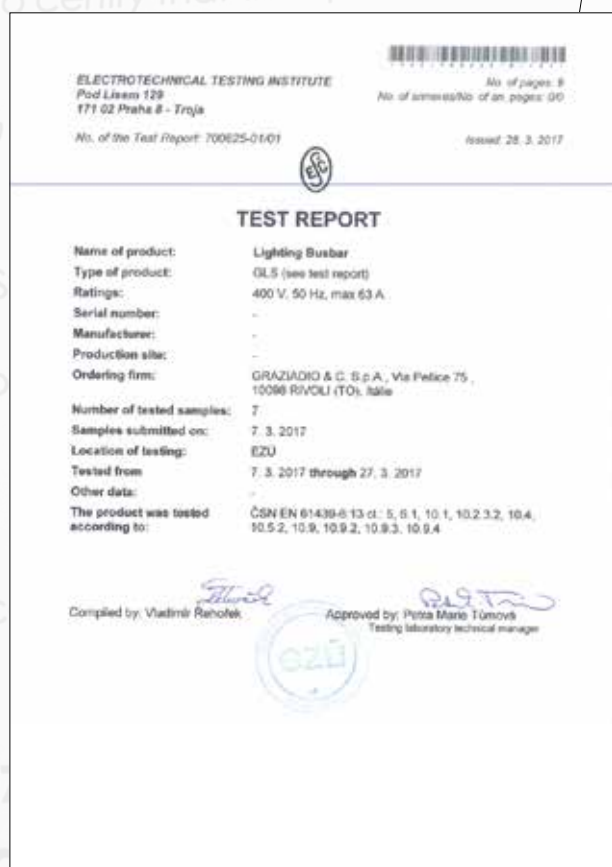 ELECTROTECHNICAL TESTING INSTITUTE
Pod Lisem 129
171 02 Praha 8 - Troja
No. of pages: 8
No. of annexes/No. of an. pages: 0/0
No. of the Test Report: 700625-01/01
Issued: 28. 3. 2017
ESC
TEST REPORT
Name of product: Lighting Busbar
Type of product: GLS (see test report)
Ratings: 400 V, 50 Hz, max 63 A
Serial number: -
Manufacturer: -
Production site: -
Ordering firm: GRAZIADIO & C. S.p.A., Via Pellice 75,
10098 RIVOLI (TO), Itálie
Number of tested samples: 7
Samples submitted on: 7. 3. 2017
Location of testing: EZÚ
Tested from 7. 3. 2017 through 27. 3. 2017
Other data: -
The product was tested according to: ČSN EN 61439-6:13 cl.: 5, 6.1, 10.1, 10.2.3.2, 10.4,
10.5.2, 10.9, 10.9.2, 10.9.3, 10.9.4
Compiled by: Vladimír Řehořek
Approved by: Petra Marie Tůmová
Testing laboratory technical manager
EZÚ